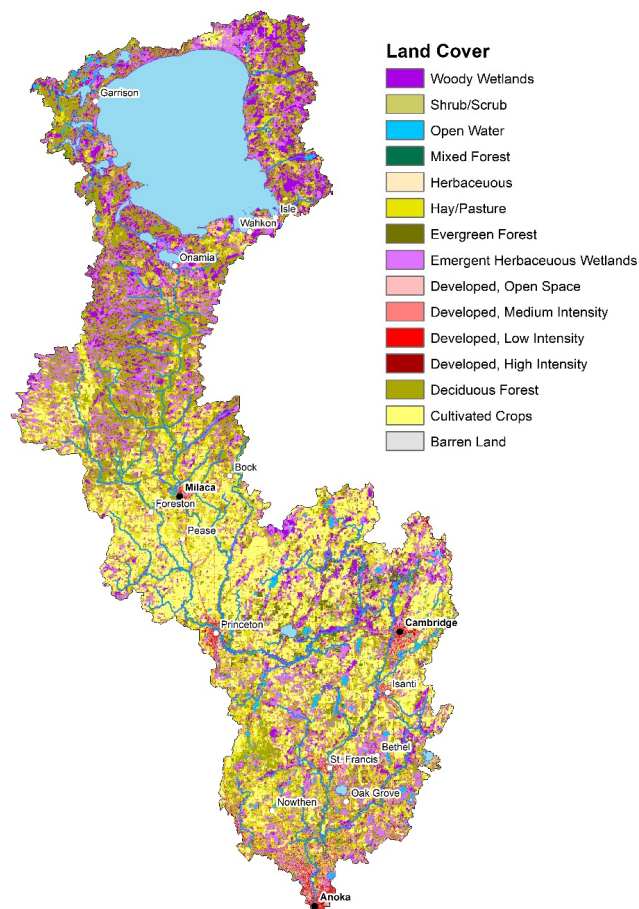 Land Cover
Woody Wetlands
Shrub/Scrub
Open Water
Mixed Forest
Herbaceuous
Hay/Pasture
Evergreen Forest
Emergent Herbaceuous Wetlands
Developed, Open Space
Developed, Medium Intensity
Developed, Low Intensity
Developed, High Intensity
Deciduous Forest
Cultivated Crops
Barren Land
Garrison
Isle
Wahkon
Onamia
Bock
Milaca
Foreston
Pease
Princeton
Cambridge
Isanti
Bethel
St. Francis
Oak Grove
Nowthen
Anoka